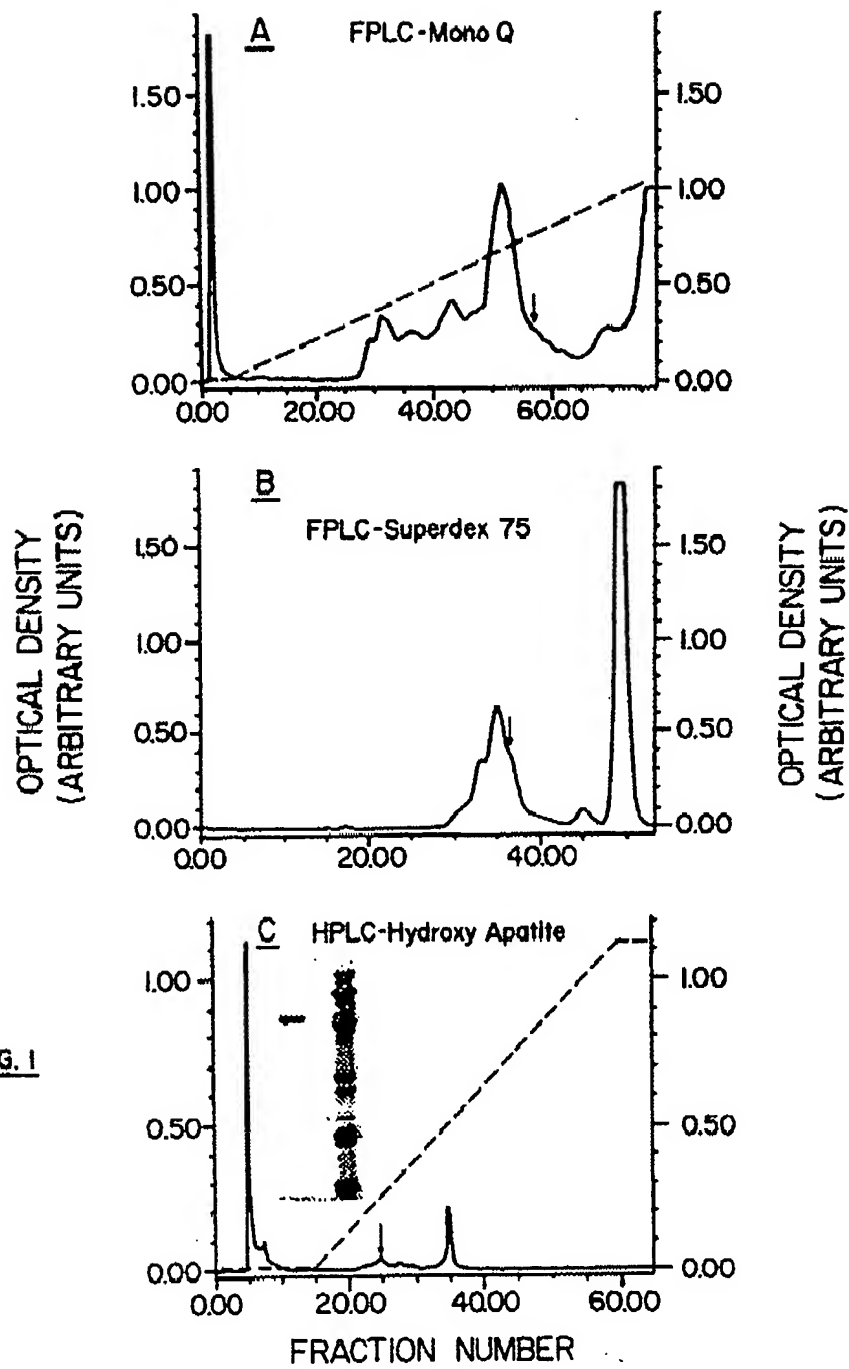 A FPLC-Mono Q
1.50 1.50
1.00 1.00
0.50 0.50
0.00 0.00
0.00 20.00 40.00 60.00
B
FPLC-Superdex 75
1.50 1.50
1.00 1.00
0.50 0.50
0.00 0.00
0.00 20.00 40.00
OPTICAL DENSITY
(ARBITRARY UNITS)
OPTICAL DENSITY
(ARBITRARY UNITS)
C HPLC-Hydroxy Apatite
1.00 1.00
0.50 0.50
0.00 0.00
0.00 20.00 40.00 60.00
G. 1
FRACTION NUMBER